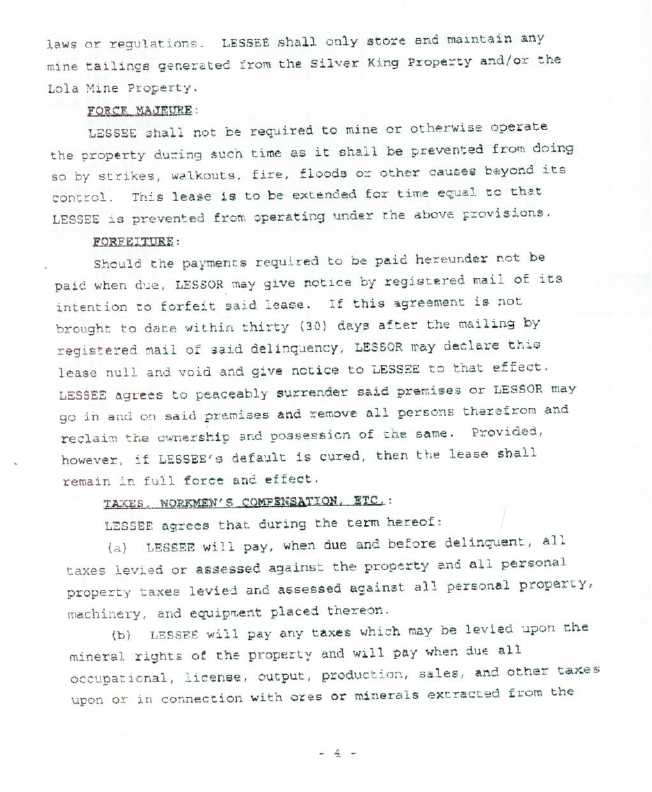 laws or regulations. LESSEE shall only store and maintain any
mine tailings generated from the Silver King Property and/or the
Lola Mine Property.
FORCE MAJEURE:
LESSEE shall not be required to mine or otherwise operate
the property during such time as it shall be prevented from doing
so by strikes, walkouts, fire, floods or other causes beyond its
control. This lease is to be extended for time equal to that
LESSEE is prevented from operating under the above provisions.
FORFEITURE:
Should the payments required to be paid hereunder not be
paid when due, LESSOR may give notice by registered mail of its
intention to forfeit said lease. If this agreement is not
brought to date within thirty (30) days after the mailing by
registered mail of said delinquency, LESSOR may declare this
lease null and void and give notice to LESSEE to that effect.
LESSEE agrees to peaceably surrender said premises or LESSOR may
go in and on said premises and remove all persons therefrom and
reclaim the ownership and possession of the same. Provided,
however, if LESSEE's default is cured, then the lease shall
remain in full force and effect.
TAXES, WORKMEN'S COMPENSATION, ETC.:
LESSEE agrees that during the term hereof:
(a) LESSEE will pay, when due and before delinquent, all
taxes levied or assessed against the property and all personal
property taxes levied and assessed against all personal property,
machinery, and equipment placed thereon.
(b) LESSEE will pay any taxes which may be levied upon the
mineral rights of the property and will pay when due all
occupational, license, output, production, sales, and other taxes
upon or in connection with ores or minerals extracted from the
- 4 -